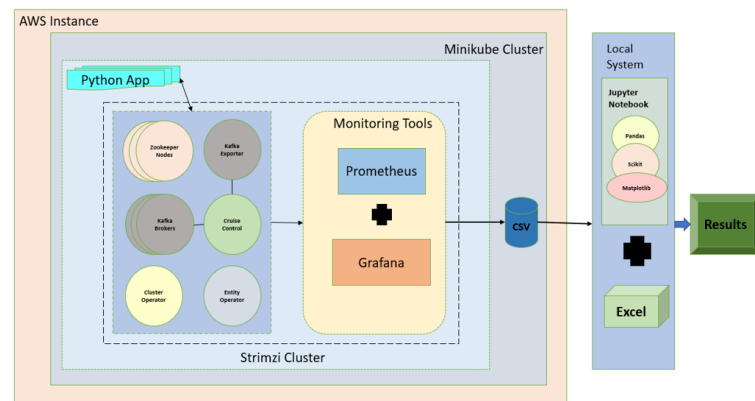 AWS Instance
Minikube Cluster
Python App
Zookeeper
Nodes
Kafka
Exporter
Kafka
Brokers
Cruise
Control
Cluster
Operator
Entity
Operator
Monitoring Tools
Prometheus
Grafana
Strimzi Cluster
CSV
Local
System
Jupyter
Notebook
Pandas
Scikit
Matplotlib
Excel
Results